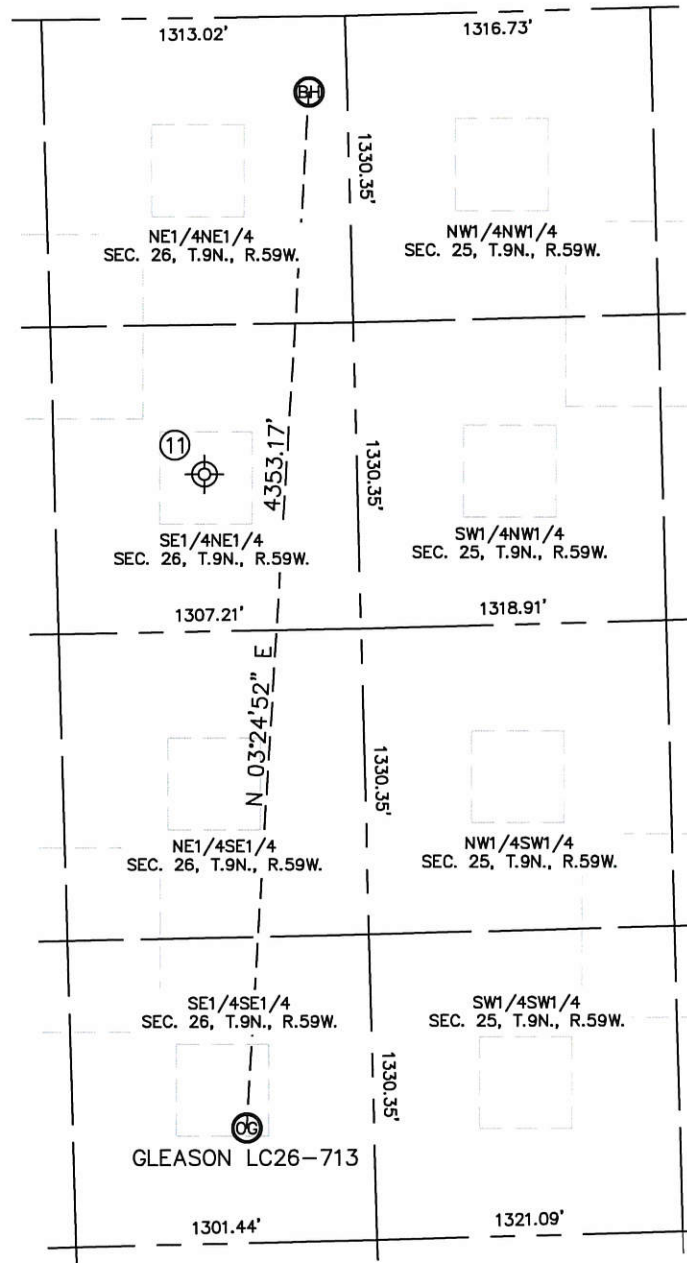 1313.02'
1316.73'
BH
1330.35'
NE1/4NE1/4
SEC. 26, T.9N., R.59W.
NW1/4NW1/4
SEC. 25, T.9N., R.59W.
11
4353.17'
1330.35'
SE1/4NE1/4
SEC. 26, T.9N., R.59W.
SW1/4NW1/4
SEC. 25, T.9N., R.59W.
1307.21'
1318.91'
N 03°24'52" E
1330.35'
NE1/4SE1/4
SEC. 26, T.9N., R.59W.
NW1/4SW1/4
SEC. 25, T.9N., R.59W.
SE1/4SE1/4
SEC. 26, T.9N., R.59W.
SW1/4SW1/4
SEC. 25, T.9N., R.59W.
1330.35'
OG
GLEASON LC26-713
1301.44'
1321.09'